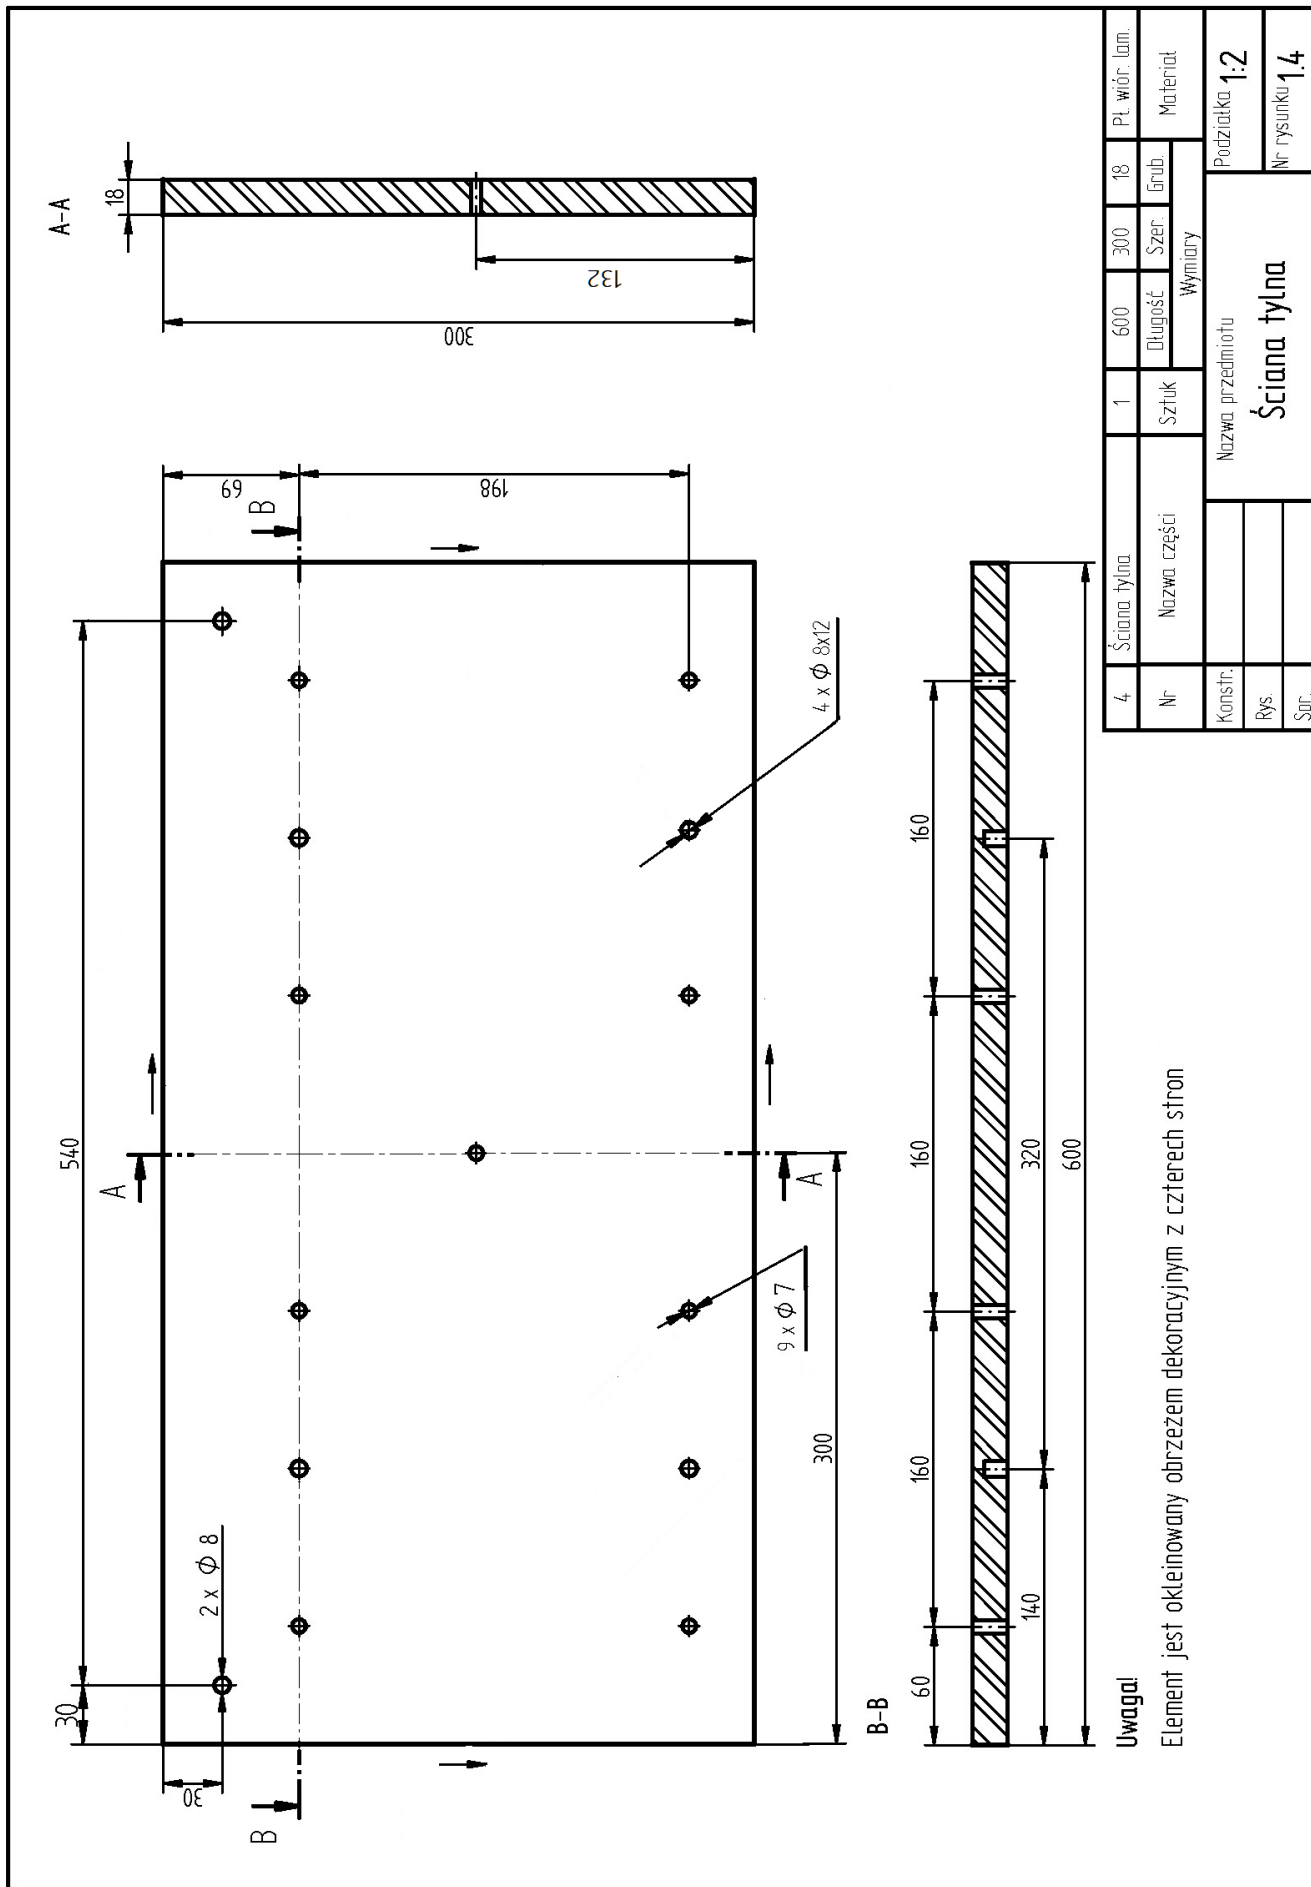 A-A
18
132
300
69
198
B
540
30
30
2 x Φ 8
A
A
B
4 x Φ 8x12
9 x Φ 7
300
B-B
60
160
160
160
140
320
600
Uwaga!
Element jest okleinowany obrzeżem dekoracyjnym z czterech stron
4 Ściana tylna 1 600 300 18 Pł. wiór. lam.
Nr Nazwa części Sztuk Długość Szer. Grub. Materiał
Wymiary
Konstr.
Rys.
Spr.
Nazwa przedmiotu
Ściana tylna
Podziałka 1:2
Nr rysunku 1.4